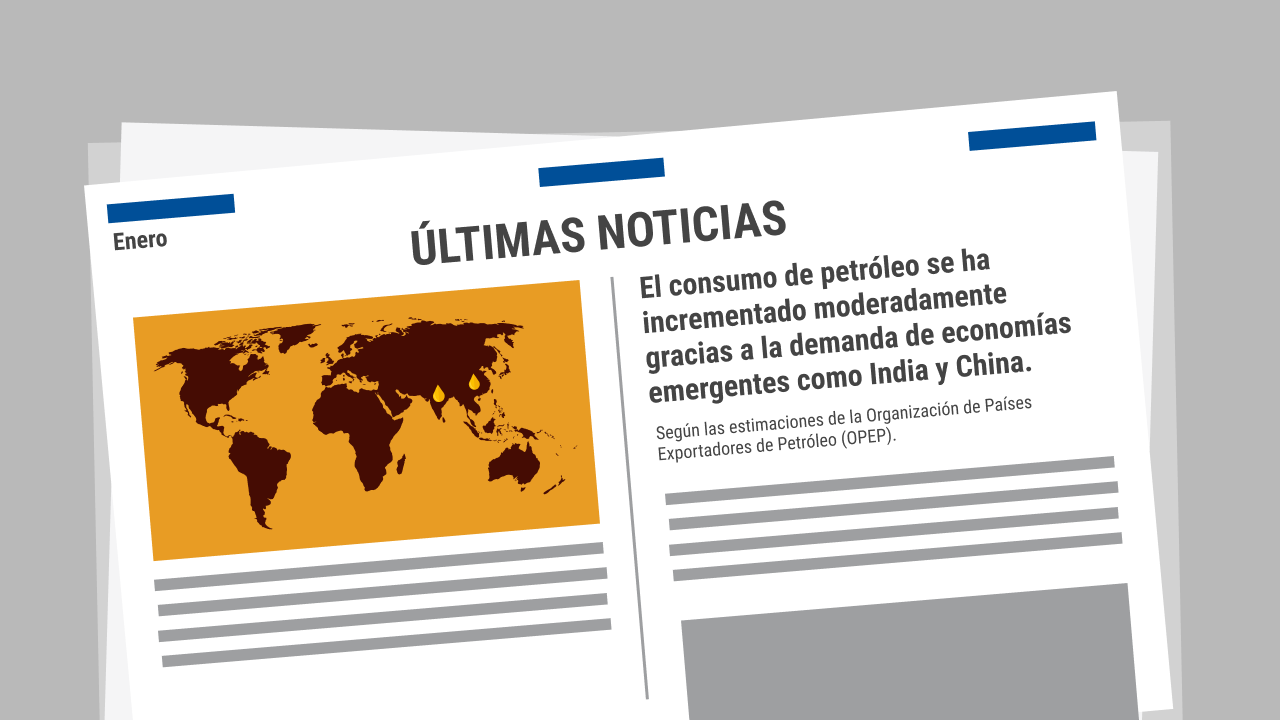 Enero
ÚLTIMAS NOTICIAS
El consumo de petróleo se ha
incrementado moderadamente
gracias a la demanda de economías
emergentes como India y China.
Según las estimaciones de la Organización de Países
Exportadores de Petróleo (OPEP).